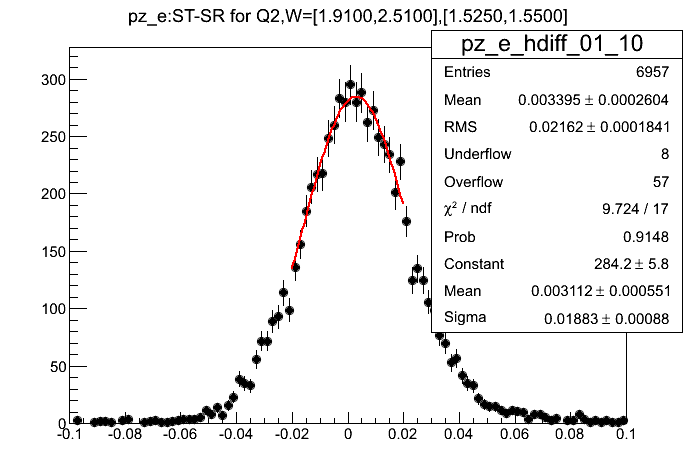 pz_e:ST-SR for Q2,W=[1.9100,2.5100],[1.5250,1.5500]
pz_e_hdiff_01_10
Entries 6957
Mean 0.003395 ± 0.0002604
RMS 0.02162 ± 0.0001841
Underflow 8
Overflow 57
χ² / ndf 9.724 / 17
Prob 0.9148
Constant 284.2 ± 5.8
Mean 0.003112 ± 0.000551
Sigma 0.01883 ± 0.00088
300
250
200
150
100
50
0
-0.1 -0.08 -0.06 -0.04 -0.02 0 0.02 0.04 0.06 0.08 0.1